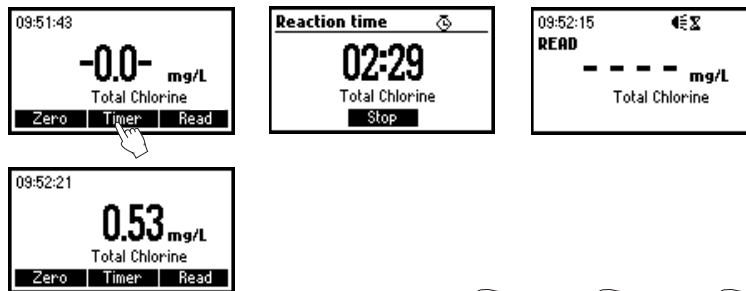 09:51:43
-0.0- mg/L
Total Chlorine
Zero Timer Read
Reaction time
02:29
Total Chlorine
Stop
09:52:15
READ
- - - - mg/L
Total Chlorine
09:52:21
0.53 mg/L
Total Chlorine
Zero Timer Read